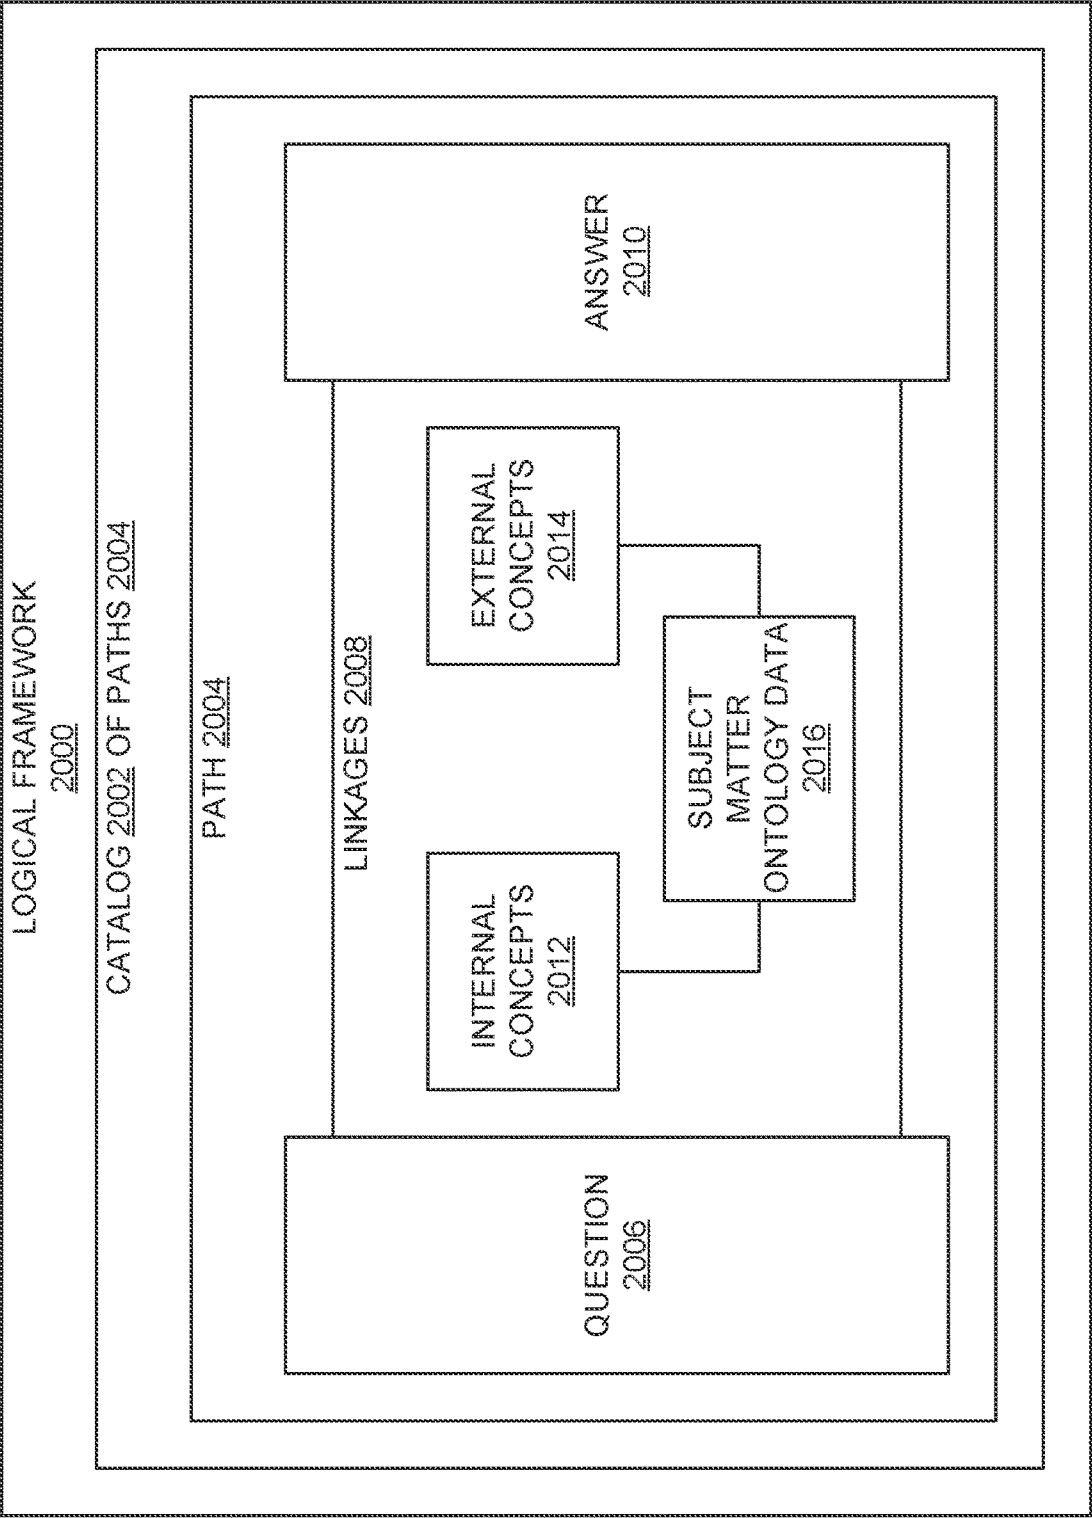 LOGICAL FRAMEWORK
2000
CATALOG 2002 OF PATHS 2004
PATH 2004
LINKAGES 2008
QUESTION
2006
INTERNAL
CONCEPTS
2012
EXTERNAL
CONCEPTS
2014
SUBJECT
MATTER
ONTOLOGY DATA
2016
ANSWER
2010